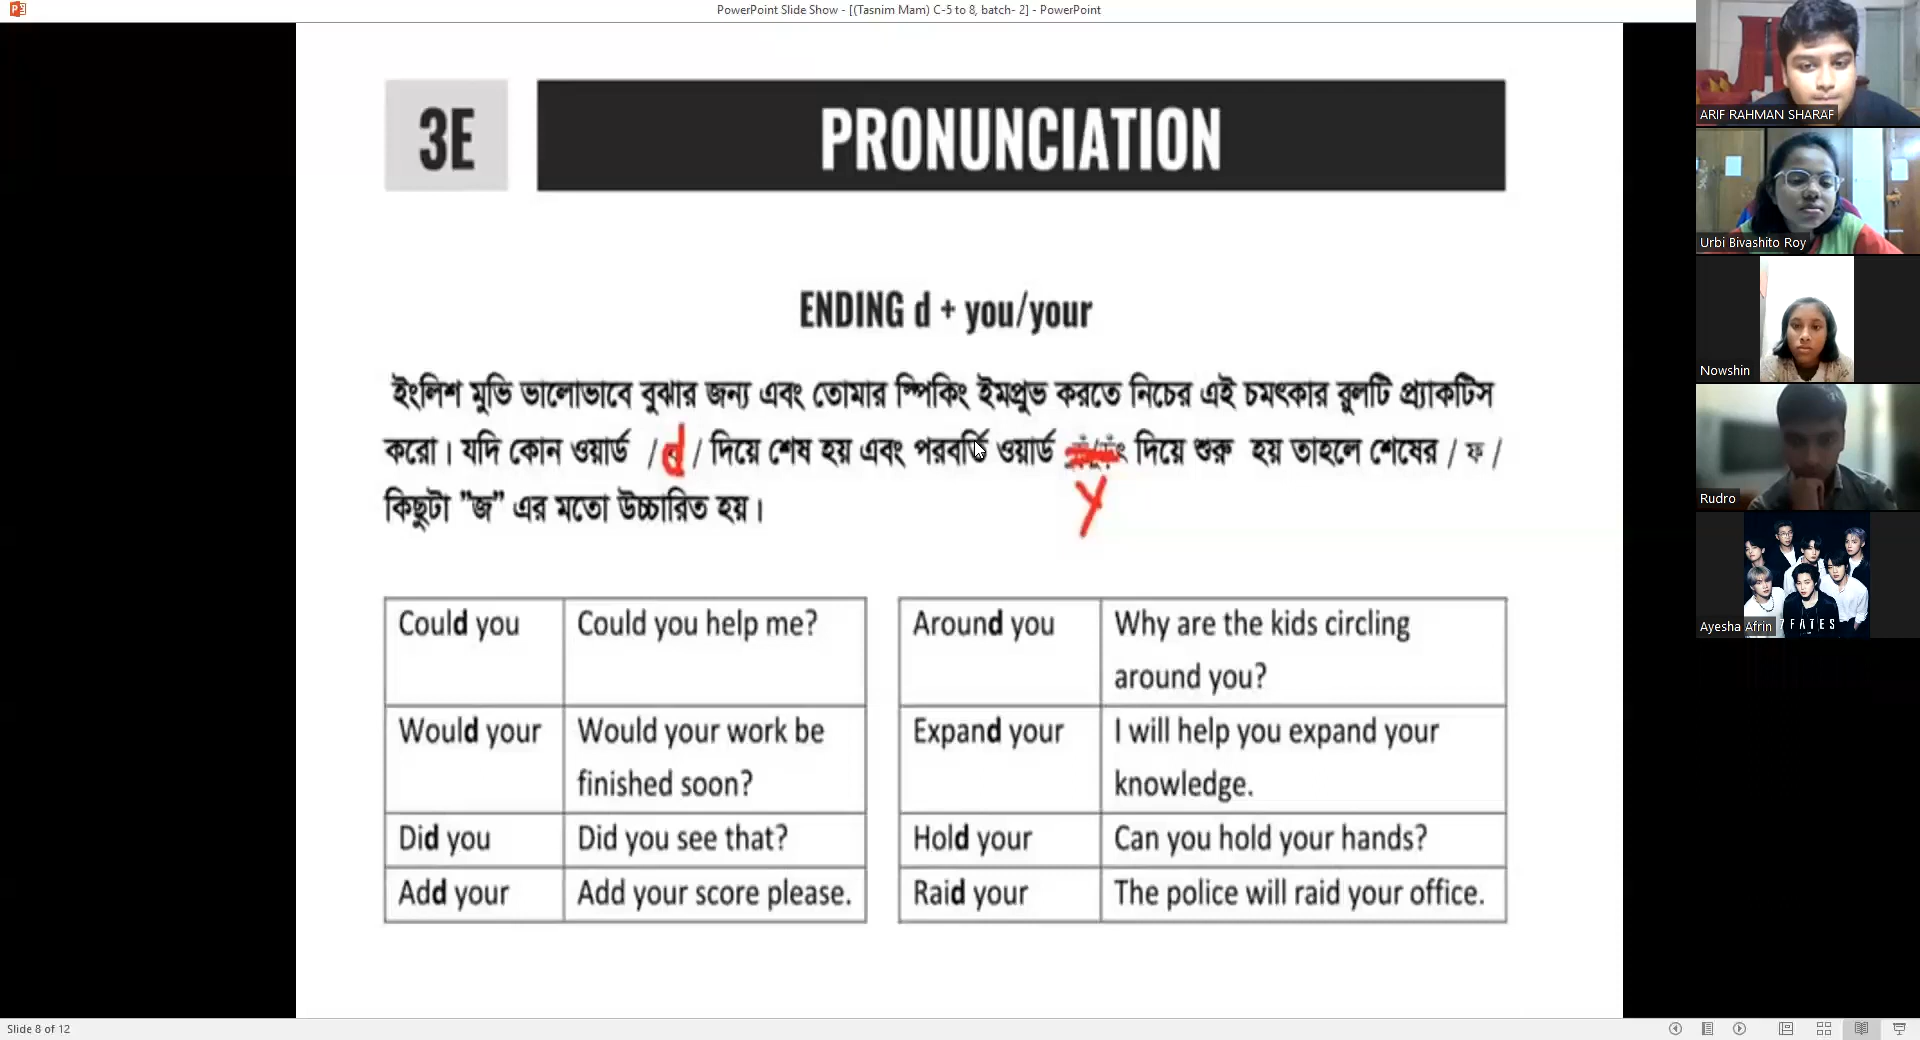 PowerPoint Slide Show - [(Tasnim Mam) C-5 to 8, batch- 2] - PowerPoint
3E
PRONUNCIATION
ENDING d + you/your
ইংলিশ মুভি ভালোভাবে বুঝার জন্য এবং তোমার স্পিকিং ইমপ্রুভ করতে নিচের এই চমৎকার রুলটি প্র্যাকটিস
করো। যদি কোন ওয়ার্ড / d / দিয়ে শেষ হয় এবং পরবর্তি ওয়ার্ড দিয়ে শুরু হয় তাহলে শেষের / ফ /
y
কিছুটা "জ" এর মতো উচ্চারিত হয়।
Could you
Could you help me?
Would your
Would your work be
finished soon?
Did you
Did you see that?
Add your
Add your score please.
Around you
Why are the kids circling
around you?
Expand your
I will help you expand your
knowledge.
Hold your
Can you hold your hands?
Raid your
The police will raid your office.
ARIF RAHMAN SHARAF
Urbi Bivashito Roy
Nowshin
Rudro
7FATES
Ayesha Afrin
Slide 8 of 12